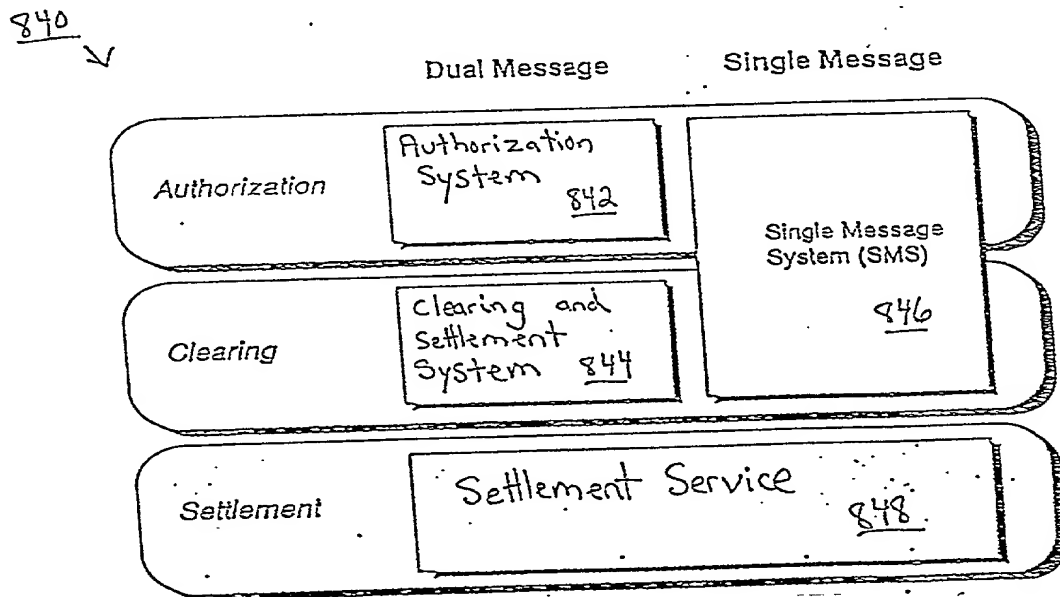 840
Dual Message
Single Message
Authorization
Authorization
System
842
Single Message
System (SMS)
846
Clearing
Clearing and
Settlement
System 844
Settlement
Settlement Service
848